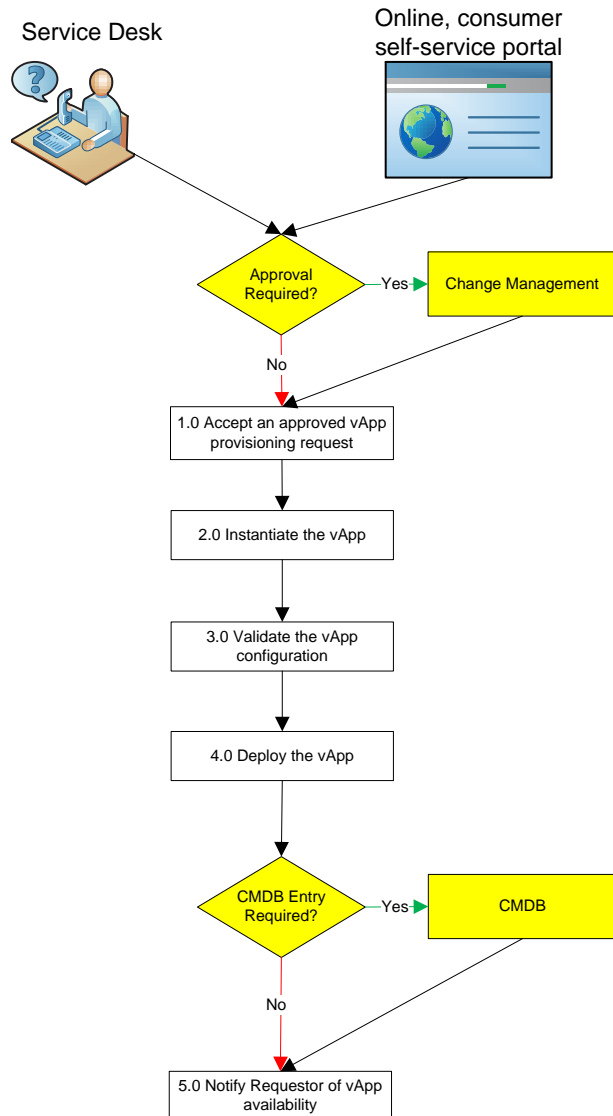 Service Desk
Online, consumer
self-service portal
?
Approval
Required?
Yes
Change Management
No
1.0 Accept an approved vApp
provisioning request
2.0 Instantiate the vApp
3.0 Validate the vApp
configuration
4.0 Deploy the vApp
CMDB Entry
Required?
Yes
CMDB
No
5.0 Notify Requestor of vApp
availability